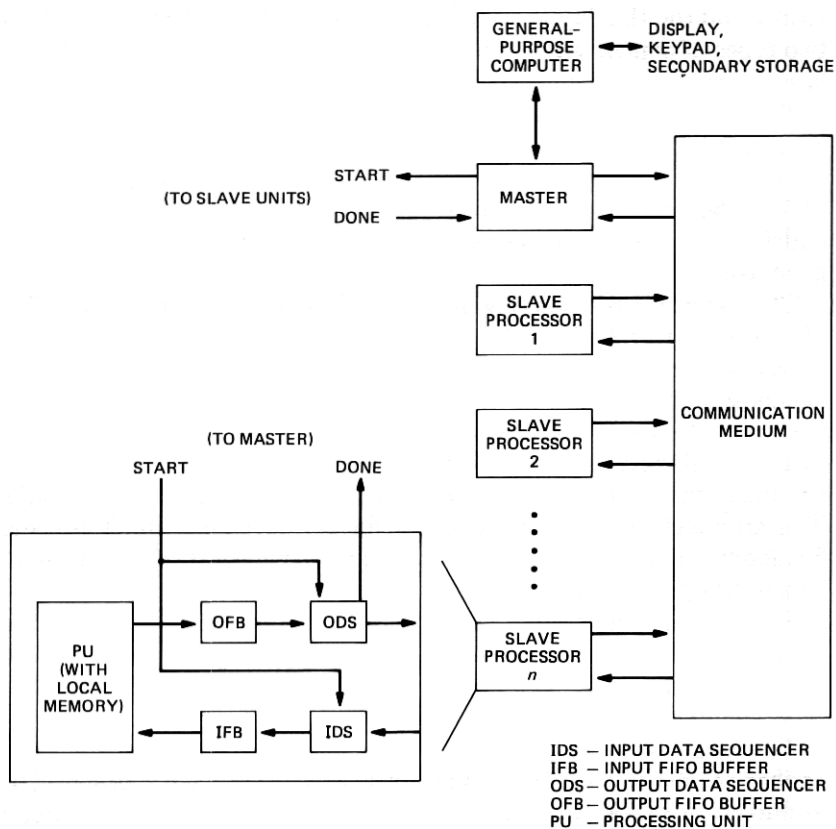 GENERAL-
PURPOSE
COMPUTER
DISPLAY,
KEYPAD,
SECONDARY STORAGE
START
(TO SLAVE UNITS)
DONE
MASTER
SLAVE
PROCESSOR
1
SLAVE
PROCESSOR
2
COMMUNICATION
MEDIUM
(TO MASTER)
START
DONE
OFB
ODS
PU
(WITH
LOCAL
MEMORY)
IFB
IDS
SLAVE
PROCESSOR
n
IDS – INPUT DATA SEQUENCER
IFB – INPUT FIFO BUFFER
ODS – OUTPUT DATA SEQUENCER
OFB – OUTPUT FIFO BUFFER
PU – PROCESSING UNIT